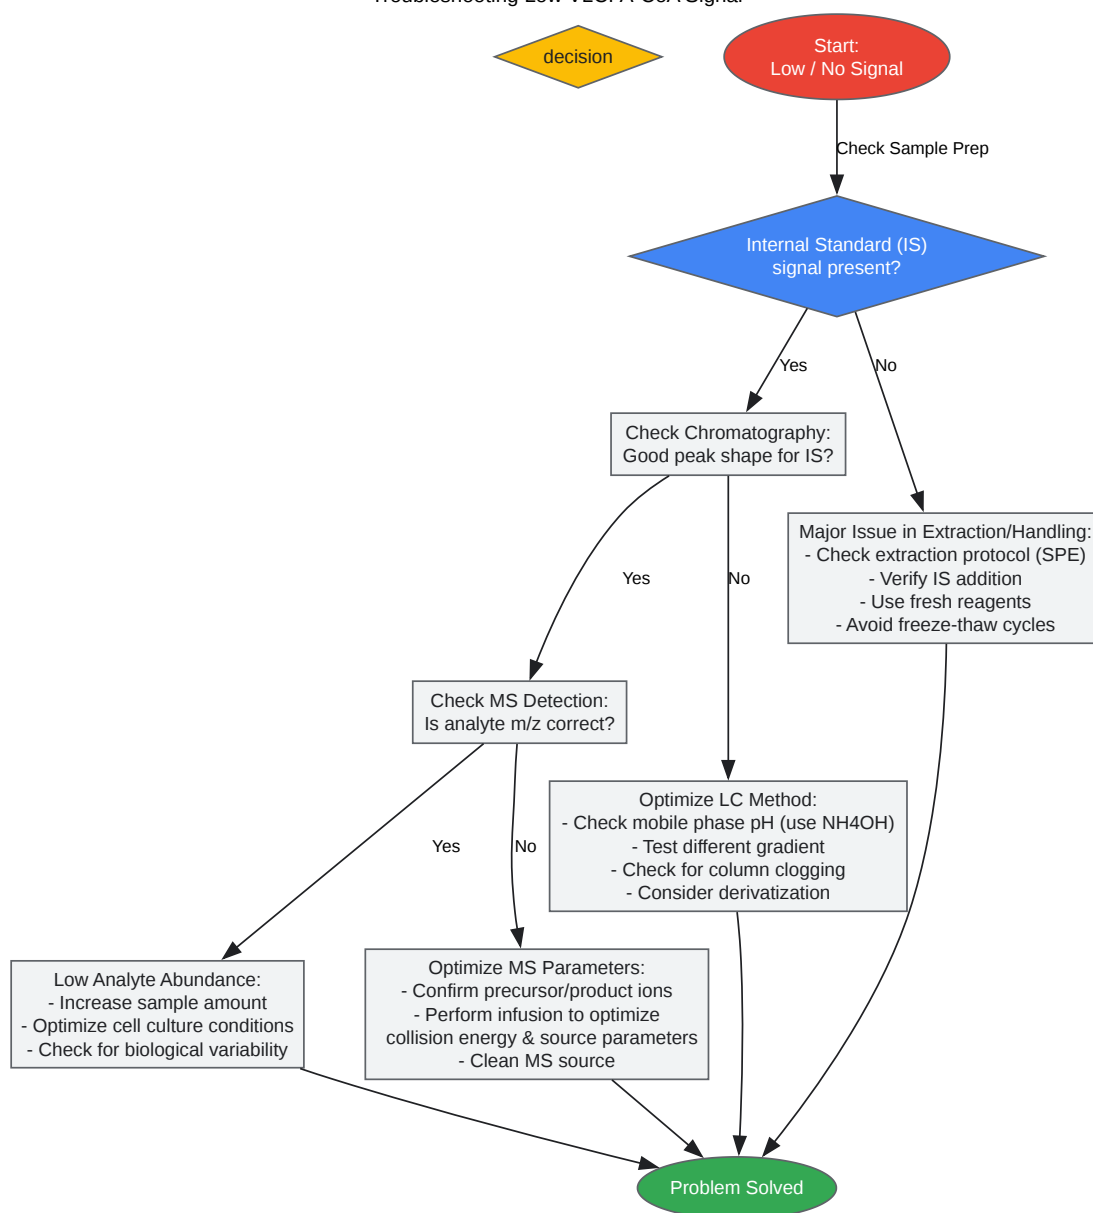 Troubleshooting Low VLCFA-CoA Signal
decision
Start:
Low / No Signal
Check Sample Prep
Internal Standard (IS)
signal present?
Yes
No
Check Chromatography:
Good peak shape for IS?
Major Issue in Extraction/Handling:
- Check extraction protocol (SPE)
- Verify IS addition
- Use fresh reagents
- Avoid freeze-thaw cycles
Yes
No
Check MS Detection:
Is analyte m/z correct?
Optimize LC Method:
- Check mobile phase pH (use NH4OH)
- Test different gradient
- Check for column clogging
- Consider derivatization
Yes
No
Low Analyte Abundance:
- Increase sample amount
- Optimize cell culture conditions
- Check for biological variability
Optimize MS Parameters:
- Confirm precursor/product ions
- Perform infusion to optimize
collision energy & source parameters
- Clean MS source
Problem Solved